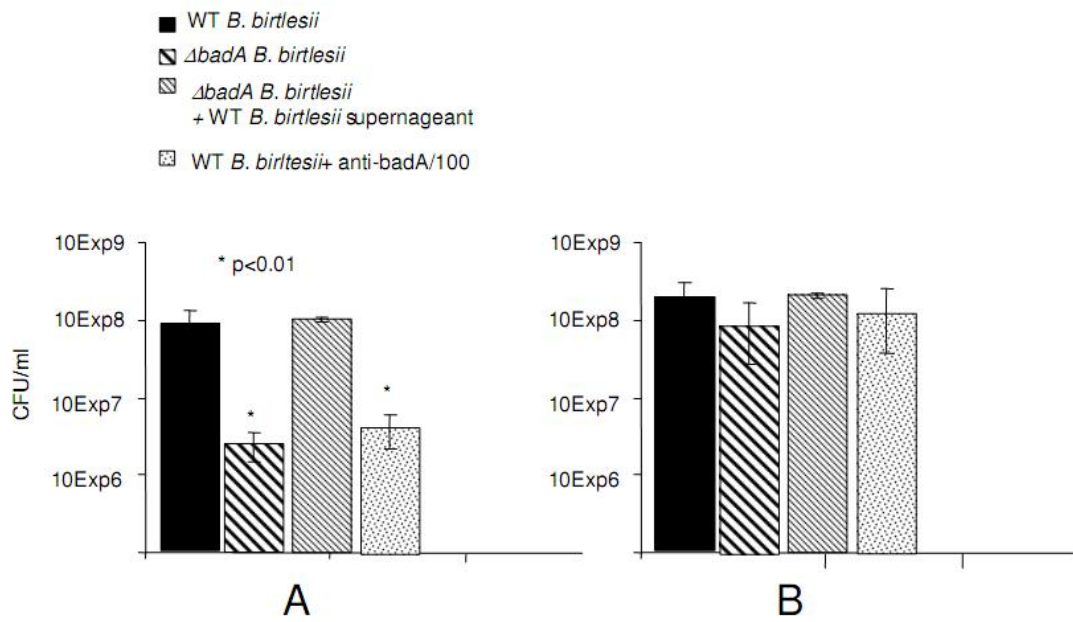 WT B. birtlesii
ΔbadA B. birtlesii
ΔbadA B. birtlesii
+ WT B. birtlesii supernageant
WT B. birltesii+ anti-badA/100
10Exp9
10Exp8
10Exp7
10Exp6
CFU/ml
* p<0.01
*
*
A
10Exp9
10Exp8
10Exp7
10Exp6
B